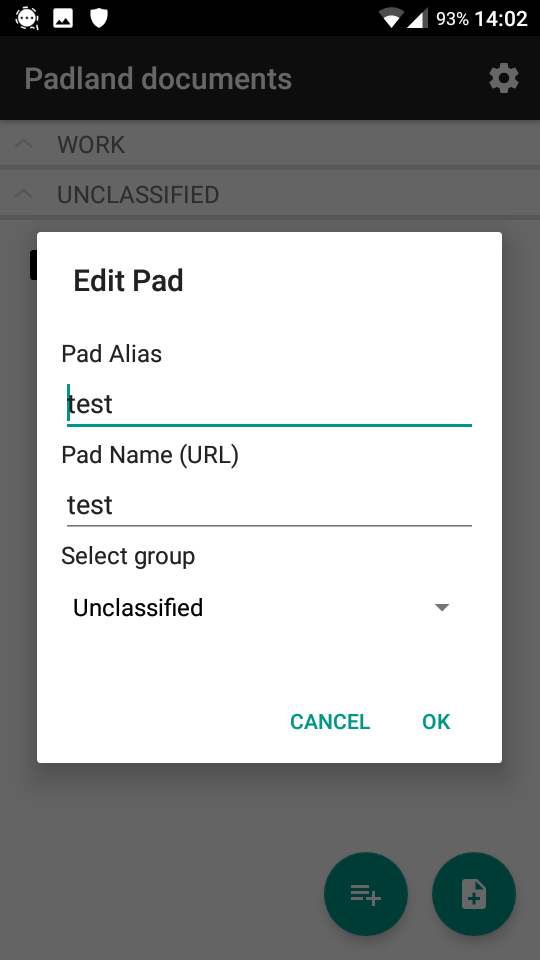 93% 14:02
Padland documents
WORK
UNCLASSIFIED
Edit Pad
Pad Alias
test
Pad Name (URL)
test
Select group
Unclassified
CANCEL OK